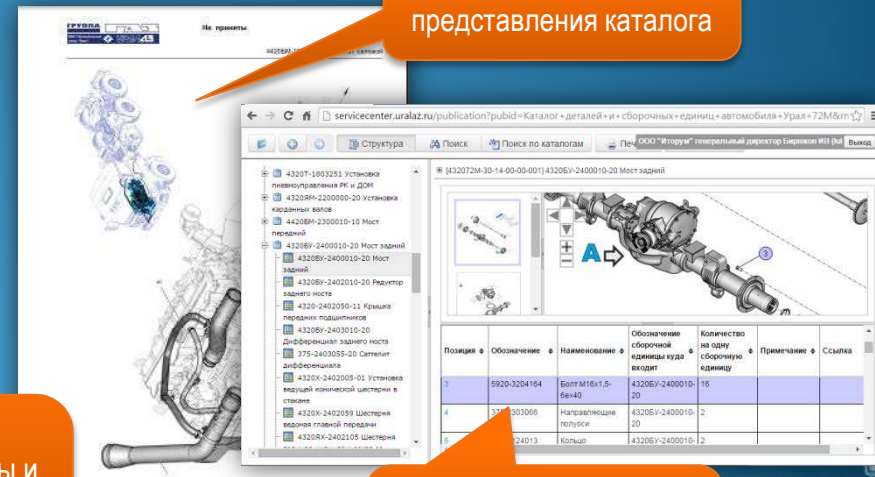 представления каталога
ГРУППА
Не приняты
servicecenter.uralaz.ru/publication?pubid=Каталог+деталей+и+сборочных+единиц+автомобиля+Урал+72М&rn
Структура
Поиск
Поиск по каталогам
Печ
ООО "Иторум" генеральный директор Бирюков ИП (kul
Выход
4320Т-1803251 Установка
пневмоуправления РК и ДОМ
4320ЯМ-2200000-20 Установка
карданных валов
4420БМ-2300010-10 Мост
передний
4320БУ-2400010-20 Мост задний
4320БУ-2400010-20 Мост
задний
4320БУ-2402010-20 Редуктор
заднего моста
4320-2402050-11 Крышка
передних подшипников
4320БУ-2403010-20
Дифференциал заднего моста
375-2403055-20 Сателлит
дифференциала
4320Х-2402005-01 Установка
ведущей конической шестерни в
стакане
4320Х-2402059 Шестерня
ведомая главной передачи
4320ЯХ-2402105 Шестерня
[432072М-30-14-00-00-001] 4320БУ-2400010-20 Мост задний
А
3
Позиция
Обозначение
Наименование
Обозначение
сборочной
единицы куда
входит
Количество
на одну
сборочную
единицу
Примечание
Ссылка
3
5920-3204164
Болт М16х1,5-
6ех40
4320БУ-2400010-
20
16
4
303066
Направляющие
полуоси
4320БУ-2400010-
20
2
5
124013
Кольцо
4320БУ-2400010-
2
ы и